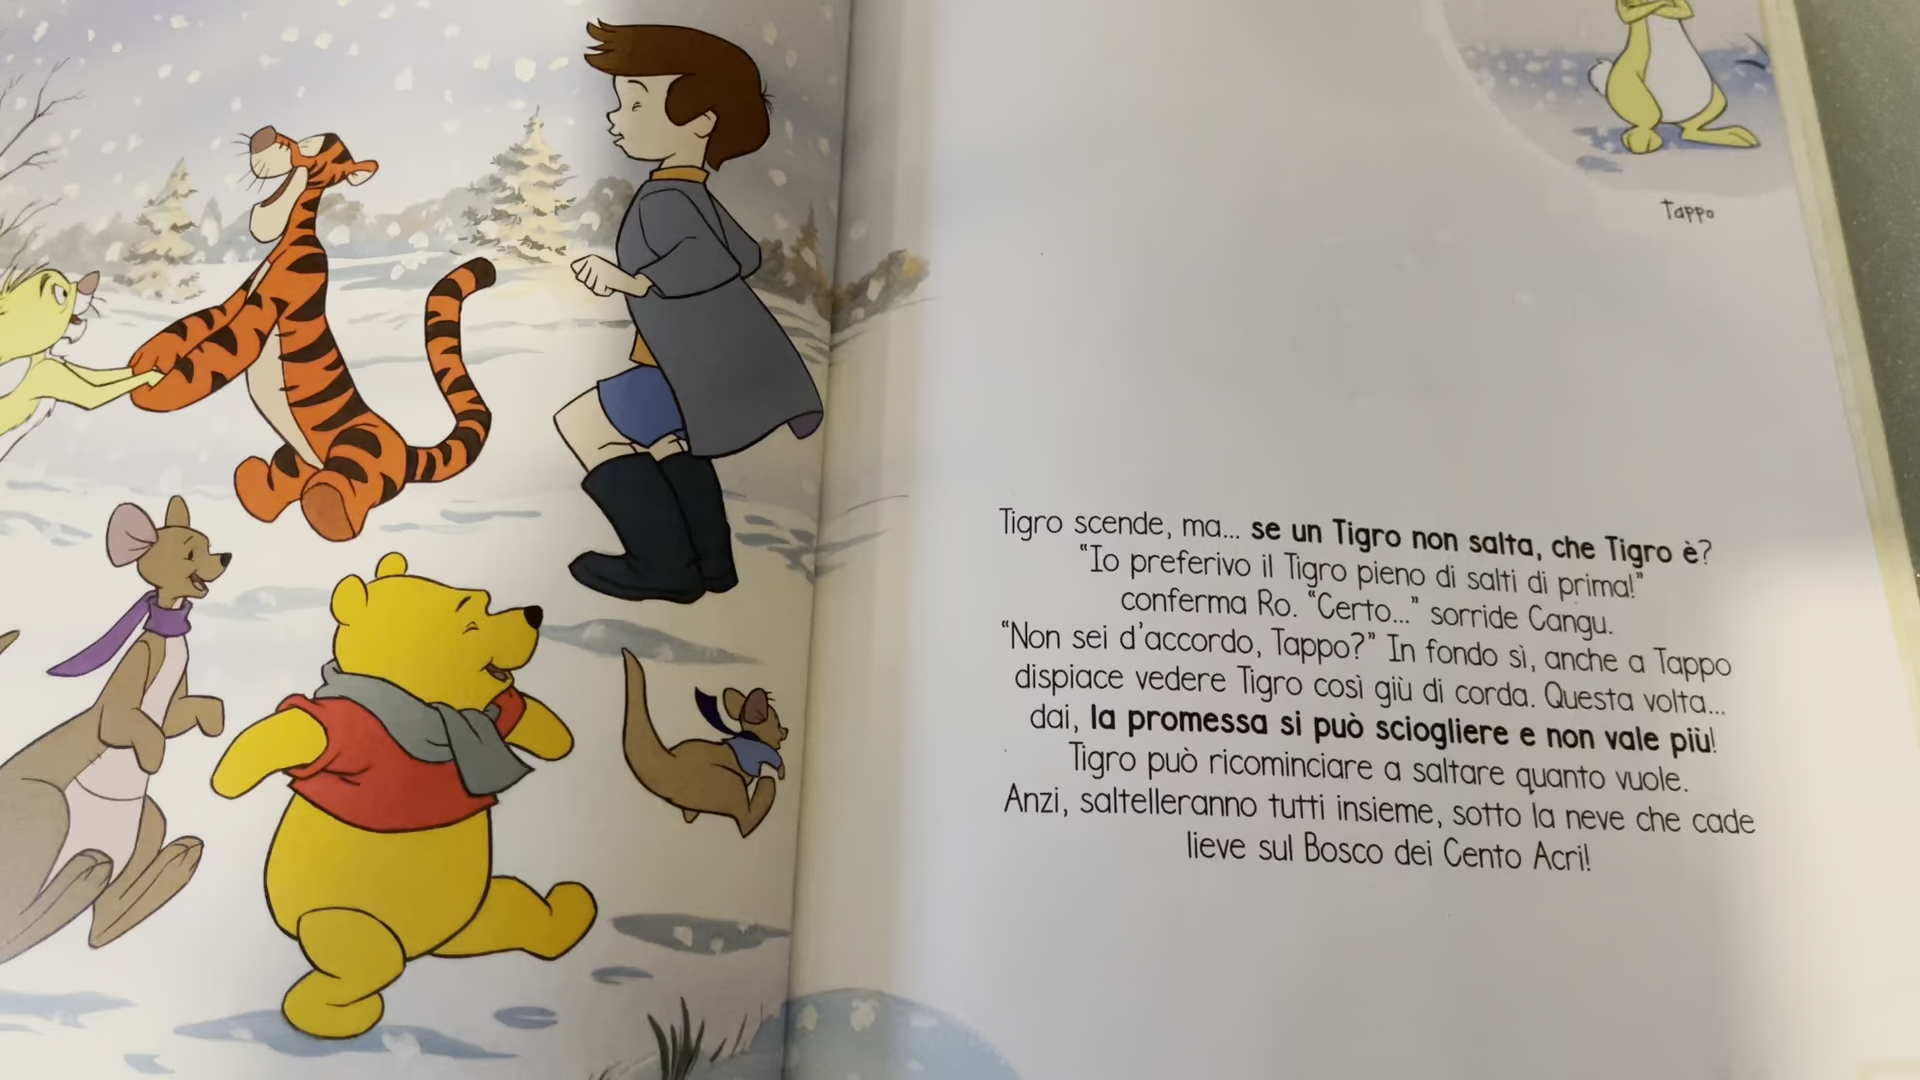 Tappo
Tigro scende, ma... se un Tigro non salta, che Tigro è?
“Io preferivo il Tigro pieno di salti di prima!”
conferma Ro. “Certo...” sorride Cangu.
“Non sei d’accordo, Tappo?” In fondo sì, anche a Tappo
dispiace vedere Tigro così giù di corda. Questa volta...
dai, la promessa si può sciogliere e non vale più!
Tigro può ricominciare a saltare quanto vuole.
Anzi, saltelleranno tutti insieme, sotto la neve che cade
lieve sul Bosco dei Cento Acri!